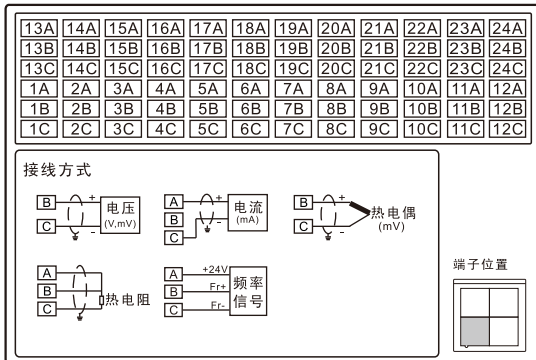 13A 14A 15A 16A 17A 18A 19A 20A 21A 22A 23A 24A
13B 14B 15B 16B 17B 18B 19B 20B 21B 22B 23B 24B
13C 14C 15C 16C 17C 18C 19C 20C 21C 22C 23C 24C
1A 2A 3A 4A 5A 6A 7A 8A 9A 10A 11A 12A
1B 2B 3B 4B 5B 6B 7B 8B 9B 10B 11B 12B
1C 2C 3C 4C 5C 6C 7C 8C 9C 10C 11C 12C
接线方式
B + 电压
C - (V,mV)
A + 电流
B (mA)
C -
B + 热电偶
C - (mV)
A
B 热电阻
C
A +24V 频率
B Fr+ 信号
C Fr-
端子位置